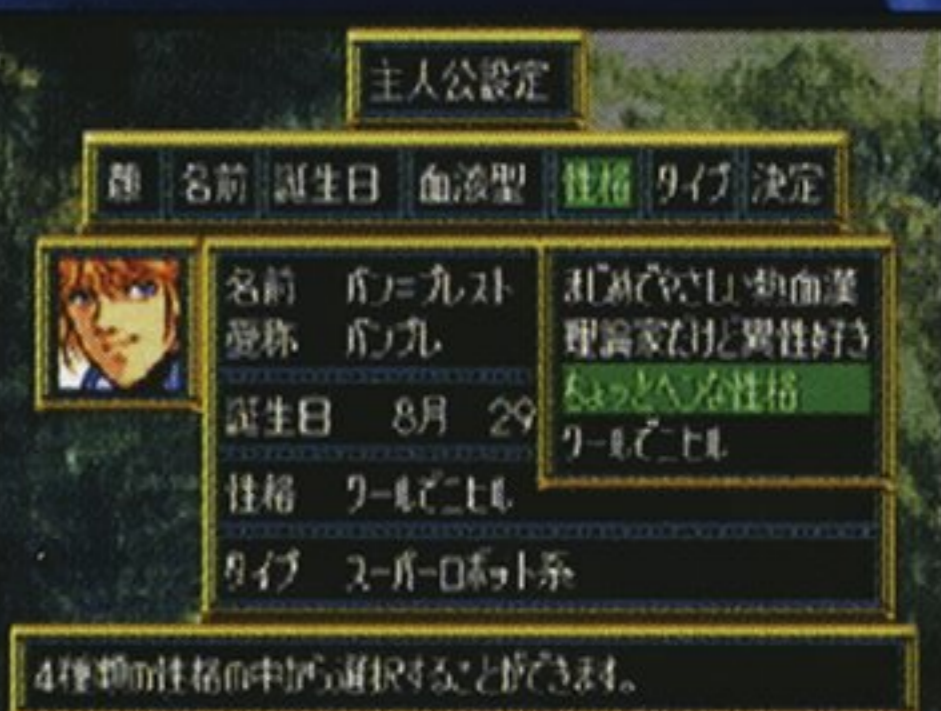 主人公設定
顔 名前 誕生日 血液型 性格 タイプ 決定
名前 バン=プレスト
愛称 バンプレ
誕生日 8月 29
性格 クールでニヒル
タイプ スーパーロボット系
まじめでやさしい熱血漢
理論家だけど異性好き
ちょっとヘンな性格
クールでニヒル
4種類の性格の中から選択することができます。